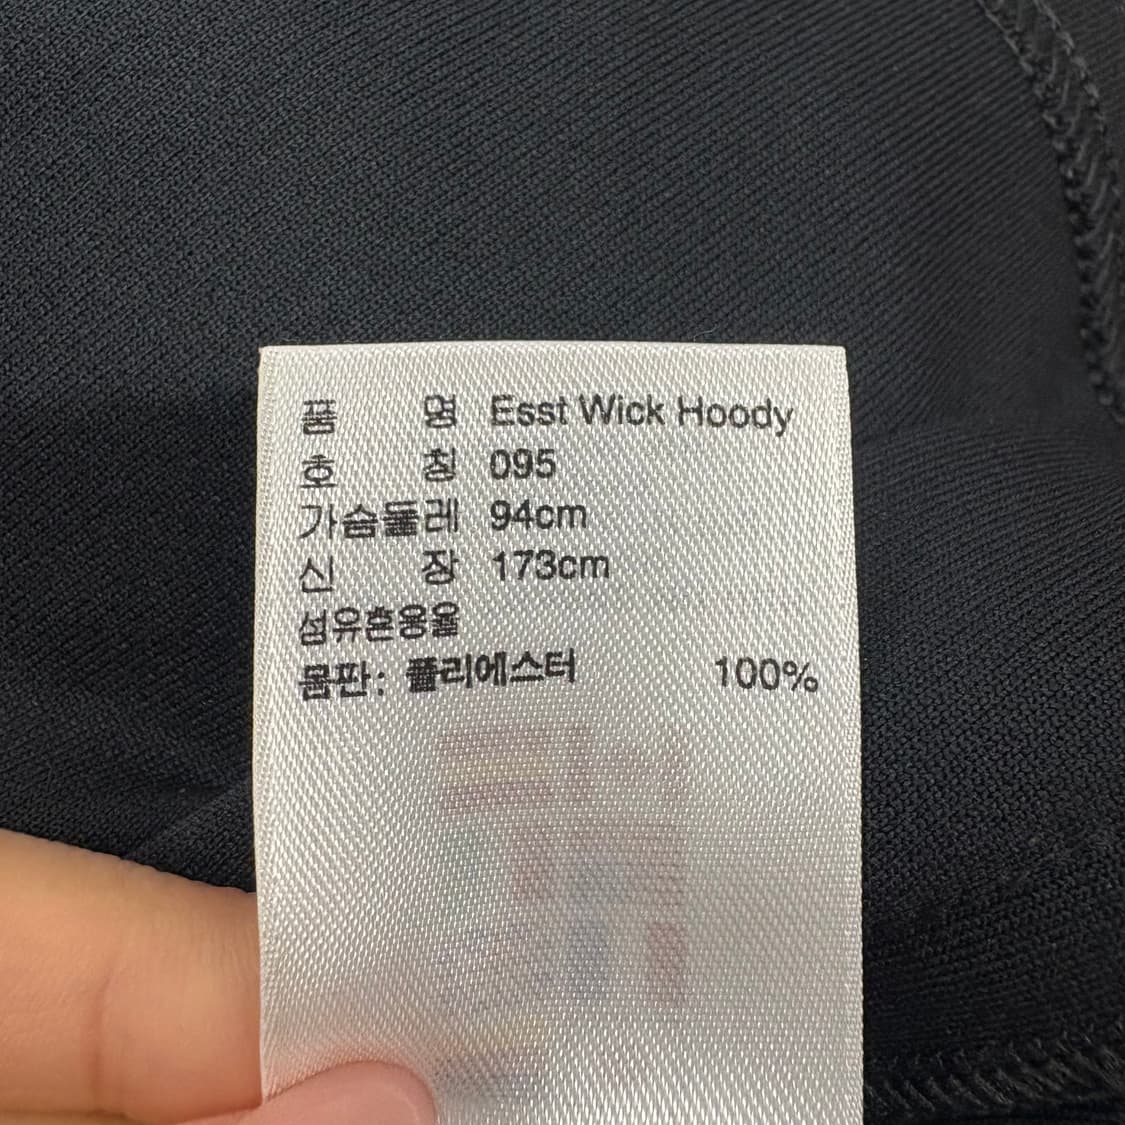 품 명 Esst Wick Hoody
호 칭 095
가슴둘레 94cm
신 장 173cm
섬유혼용율
몸판: 폴리에스터 100%